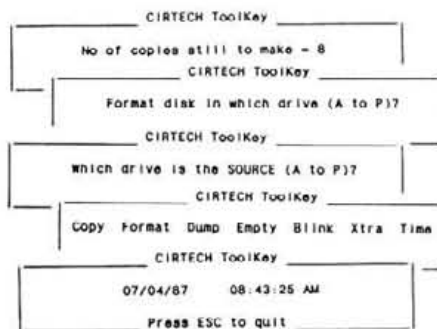 CIRTECH ToolKey
No of copies still to make - 8
CIRTECH ToolKey
Format disk in which drive (A to P)?
CIRTECH ToolKey
Which drive is the SOURCE (A to P)?
CIRTECH ToolKey
Copy Format Dump Empty Blink Xtra Time
CIRTECH ToolKey
07/04/87 08:43:25 AM
Press ESC to quit